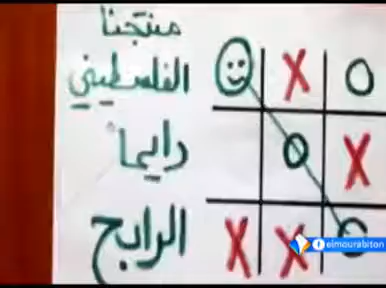 منتجنا
الفلسطيني
دايما
الرابح
X O
O X
X X O
f elmourabiton